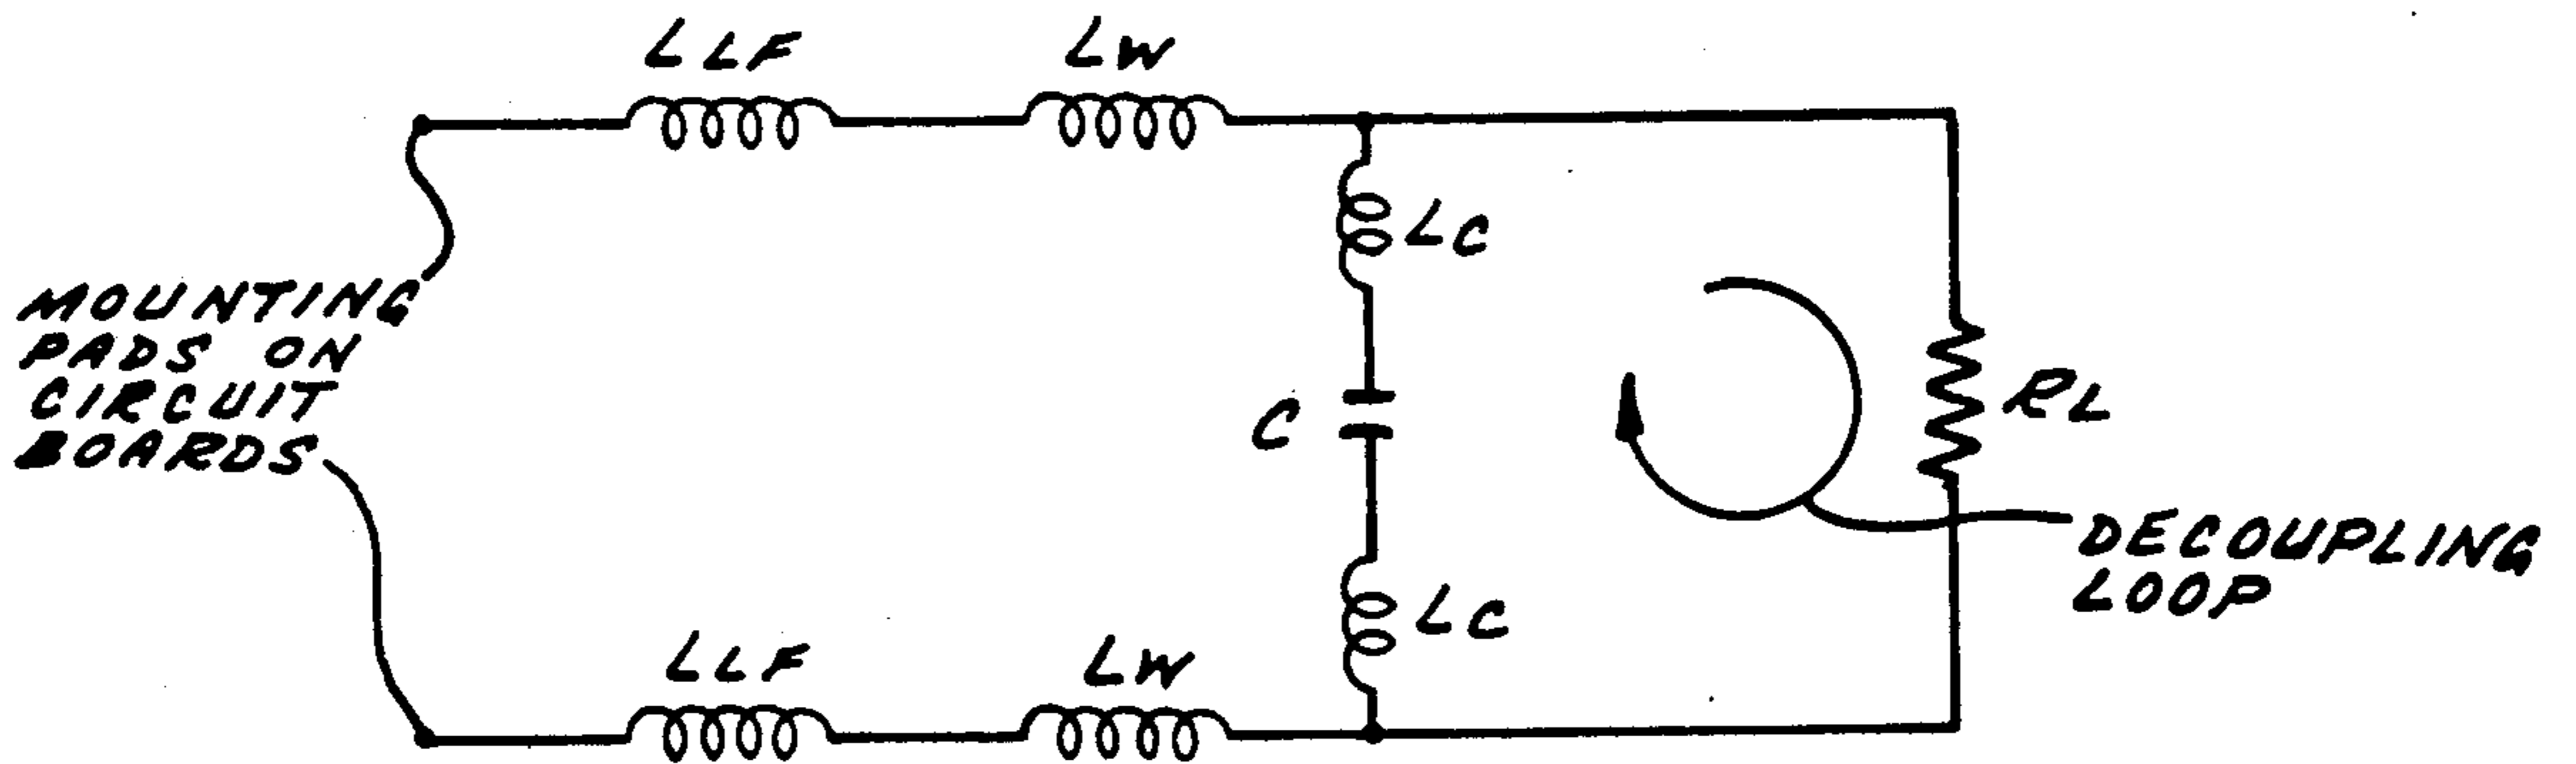 LLF
LW
LC
MOUNTING
PADS ON
CIRCUIT
BOARDS
C
RL
DECOUPLING
LOOP
LC
LLF
LW